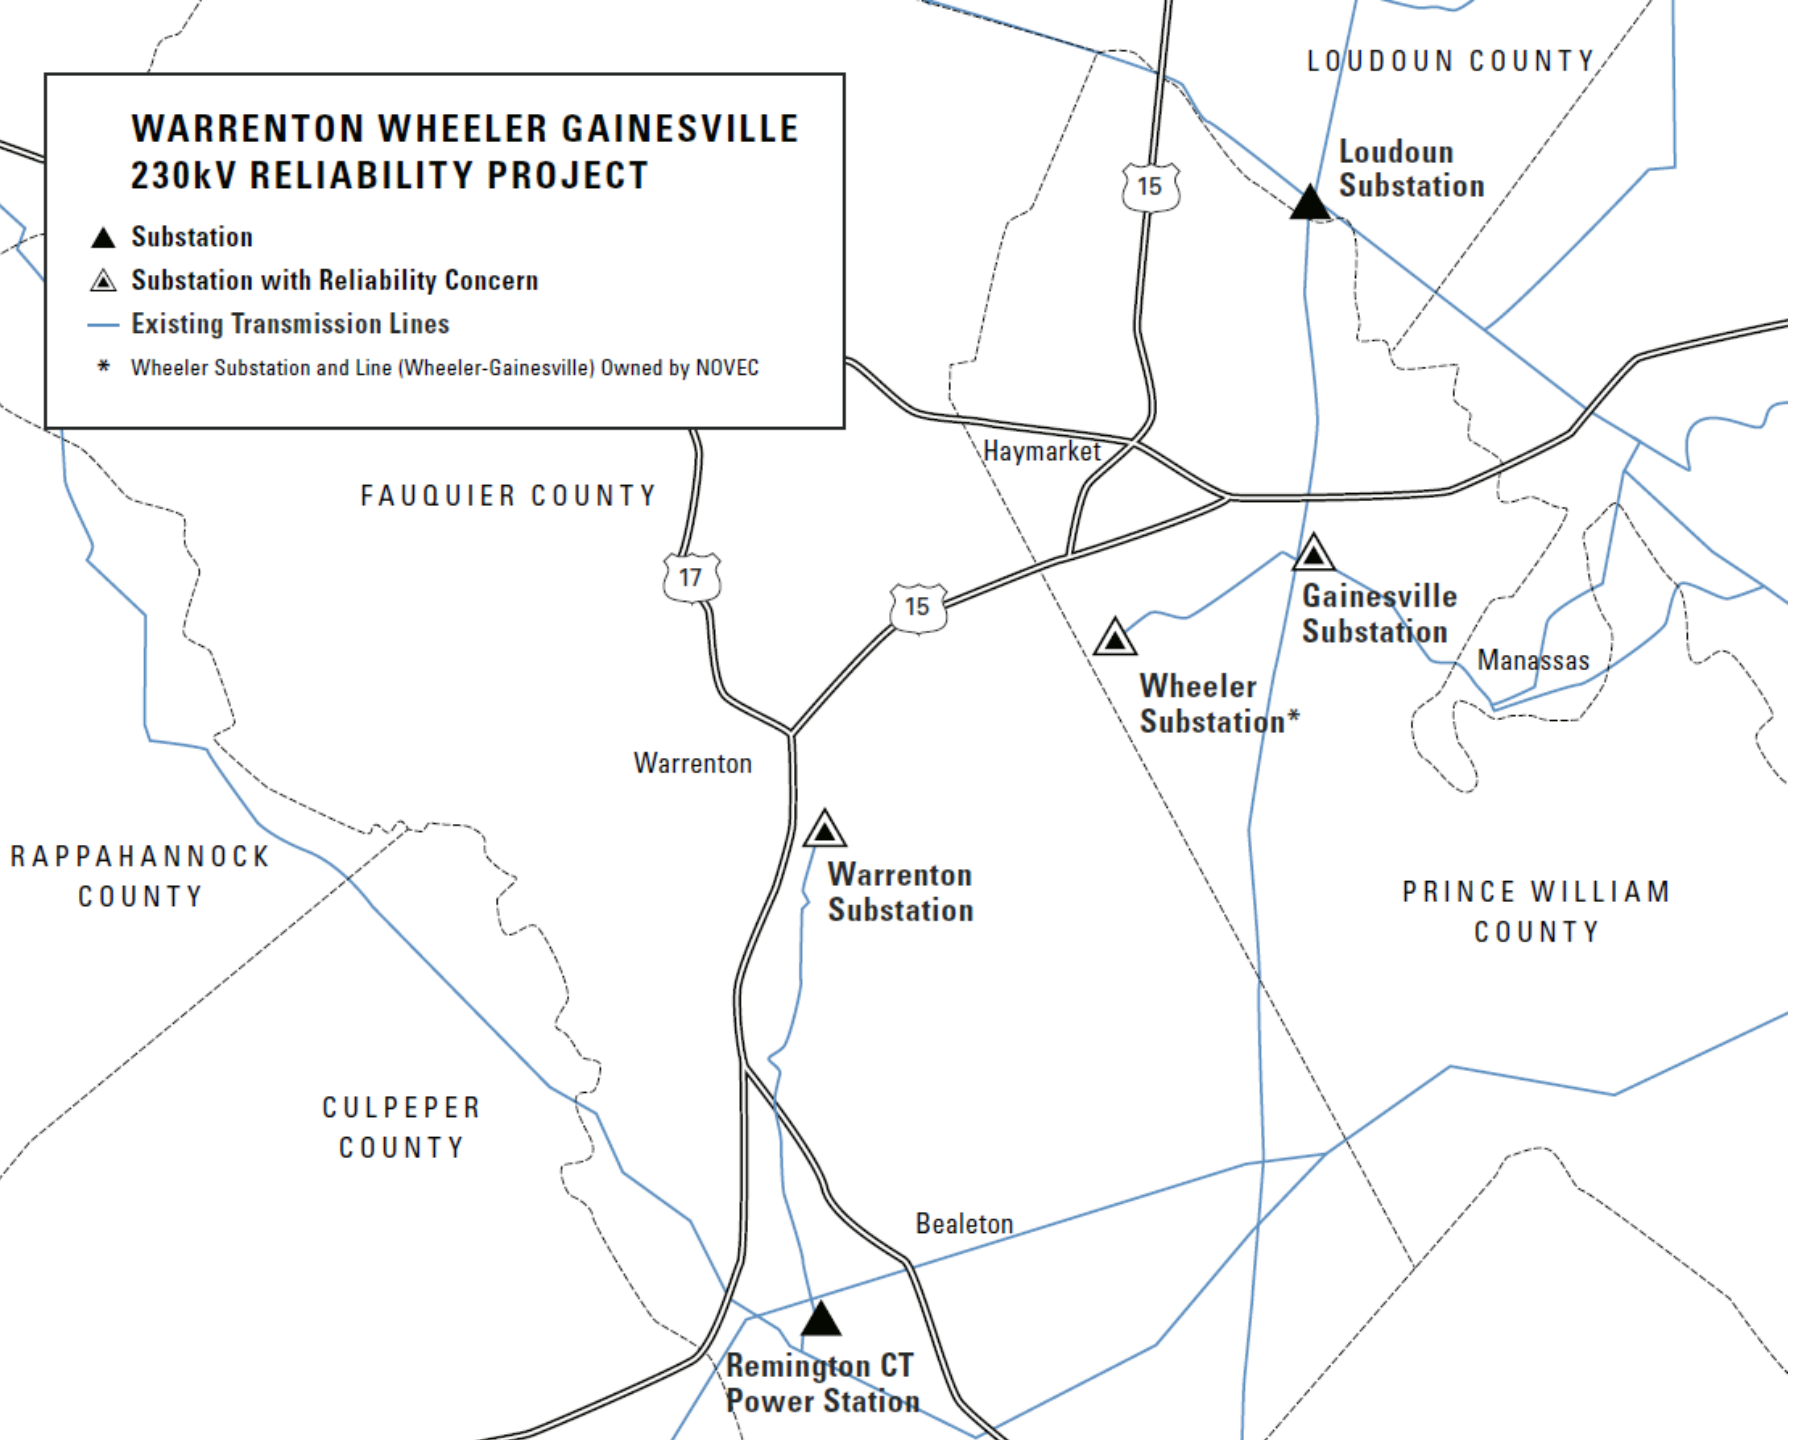 WARRENTON WHEELER GAINESVILLE
230kV RELIABILITY PROJECT
Substation
Substation with Reliability Concern
Existing Transmission Lines
* Wheeler Substation and Line (Wheeler-Gainesville) Owned by NOVEC
LOUDOUN COUNTY
Loudoun
Substation
15
Haymarket
FAUQUIER COUNTY
17
15
Gainesville
Substation
Manassas
Wheeler
Substation*
Warrenton
Warrenton
Substation
RAPPAHANNOCK
COUNTY
PRINCE WILLIAM
COUNTY
CULPEPER
COUNTY
Bealeton
Remington CT
Power Station